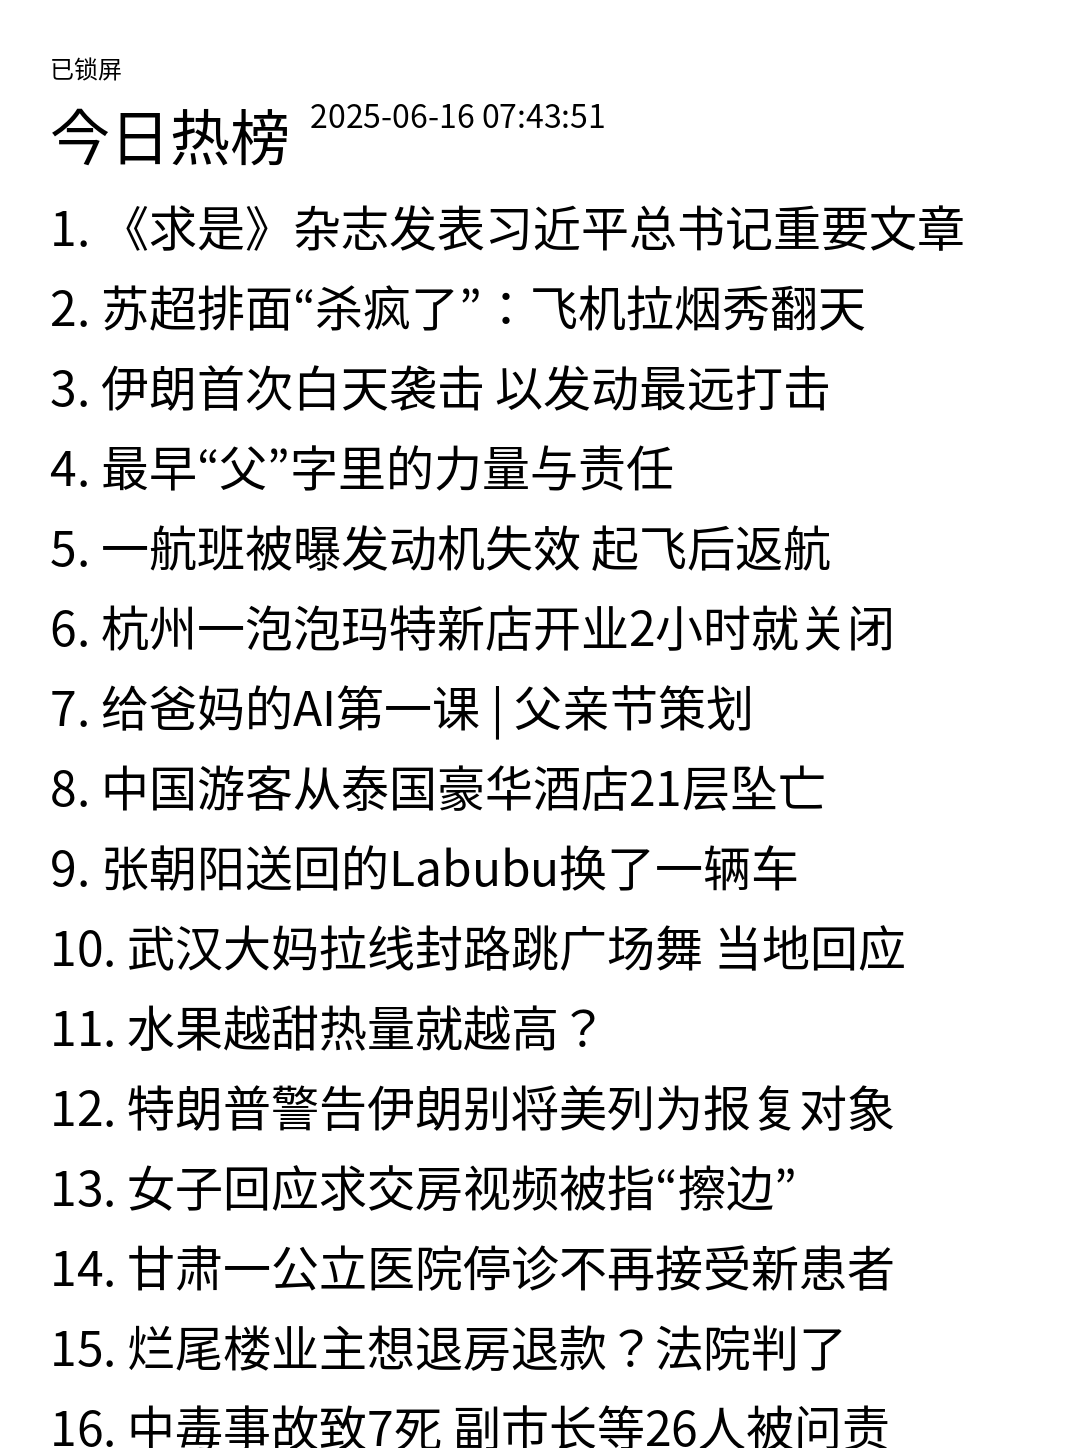 已锁屏
今日热榜 2025-06-16 07:43:51
1. 《求是》杂志发表习近平总书记重要文章
2. 苏超排面“杀疯了”：飞机拉烟秀翻天
3. 伊朗首次白天袭击 以发动最远打击
4. 最早“父”字里的力量与责任
5. 一航班被曝发动机失效 起飞后返航
6. 杭州一泡泡玛特新店开业2小时就关闭
7. 给爸妈的AI第一课 | 父亲节策划
8. 中国游客从泰国豪华酒店21层坠亡
9. 张朝阳送回的Labubu换了一辆车
10. 武汉大妈拉线封路跳广场舞 当地回应
11. 水果越甜热量就越高？
12. 特朗普警告伊朗别将美列为报复对象
13. 女子回应求交房视频被指“擦边”
14. 甘肃一公立医院停诊不再接受新患者
15. 烂尾楼业主想退房退款？法院判了
16. 中毒事故致7死 副市长等26人被问责